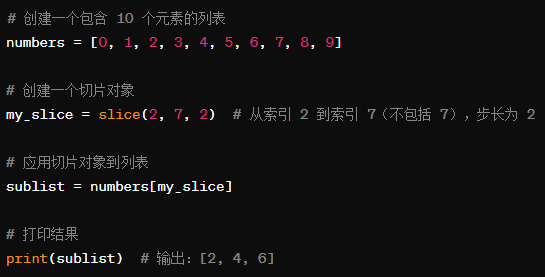 # 创建一个包含 10 个元素的列表
numbers = [0, 1, 2, 3, 4, 5, 6, 7, 8, 9]
# 创建一个切片对象
my_slice = slice(2, 7, 2)  # 从索引 2 到索引 7（不包括 7），步长为 2
# 应用切片对象到列表
sublist = numbers[my_slice]
# 打印结果
print(sublist)  # 输出：[2, 4, 6]